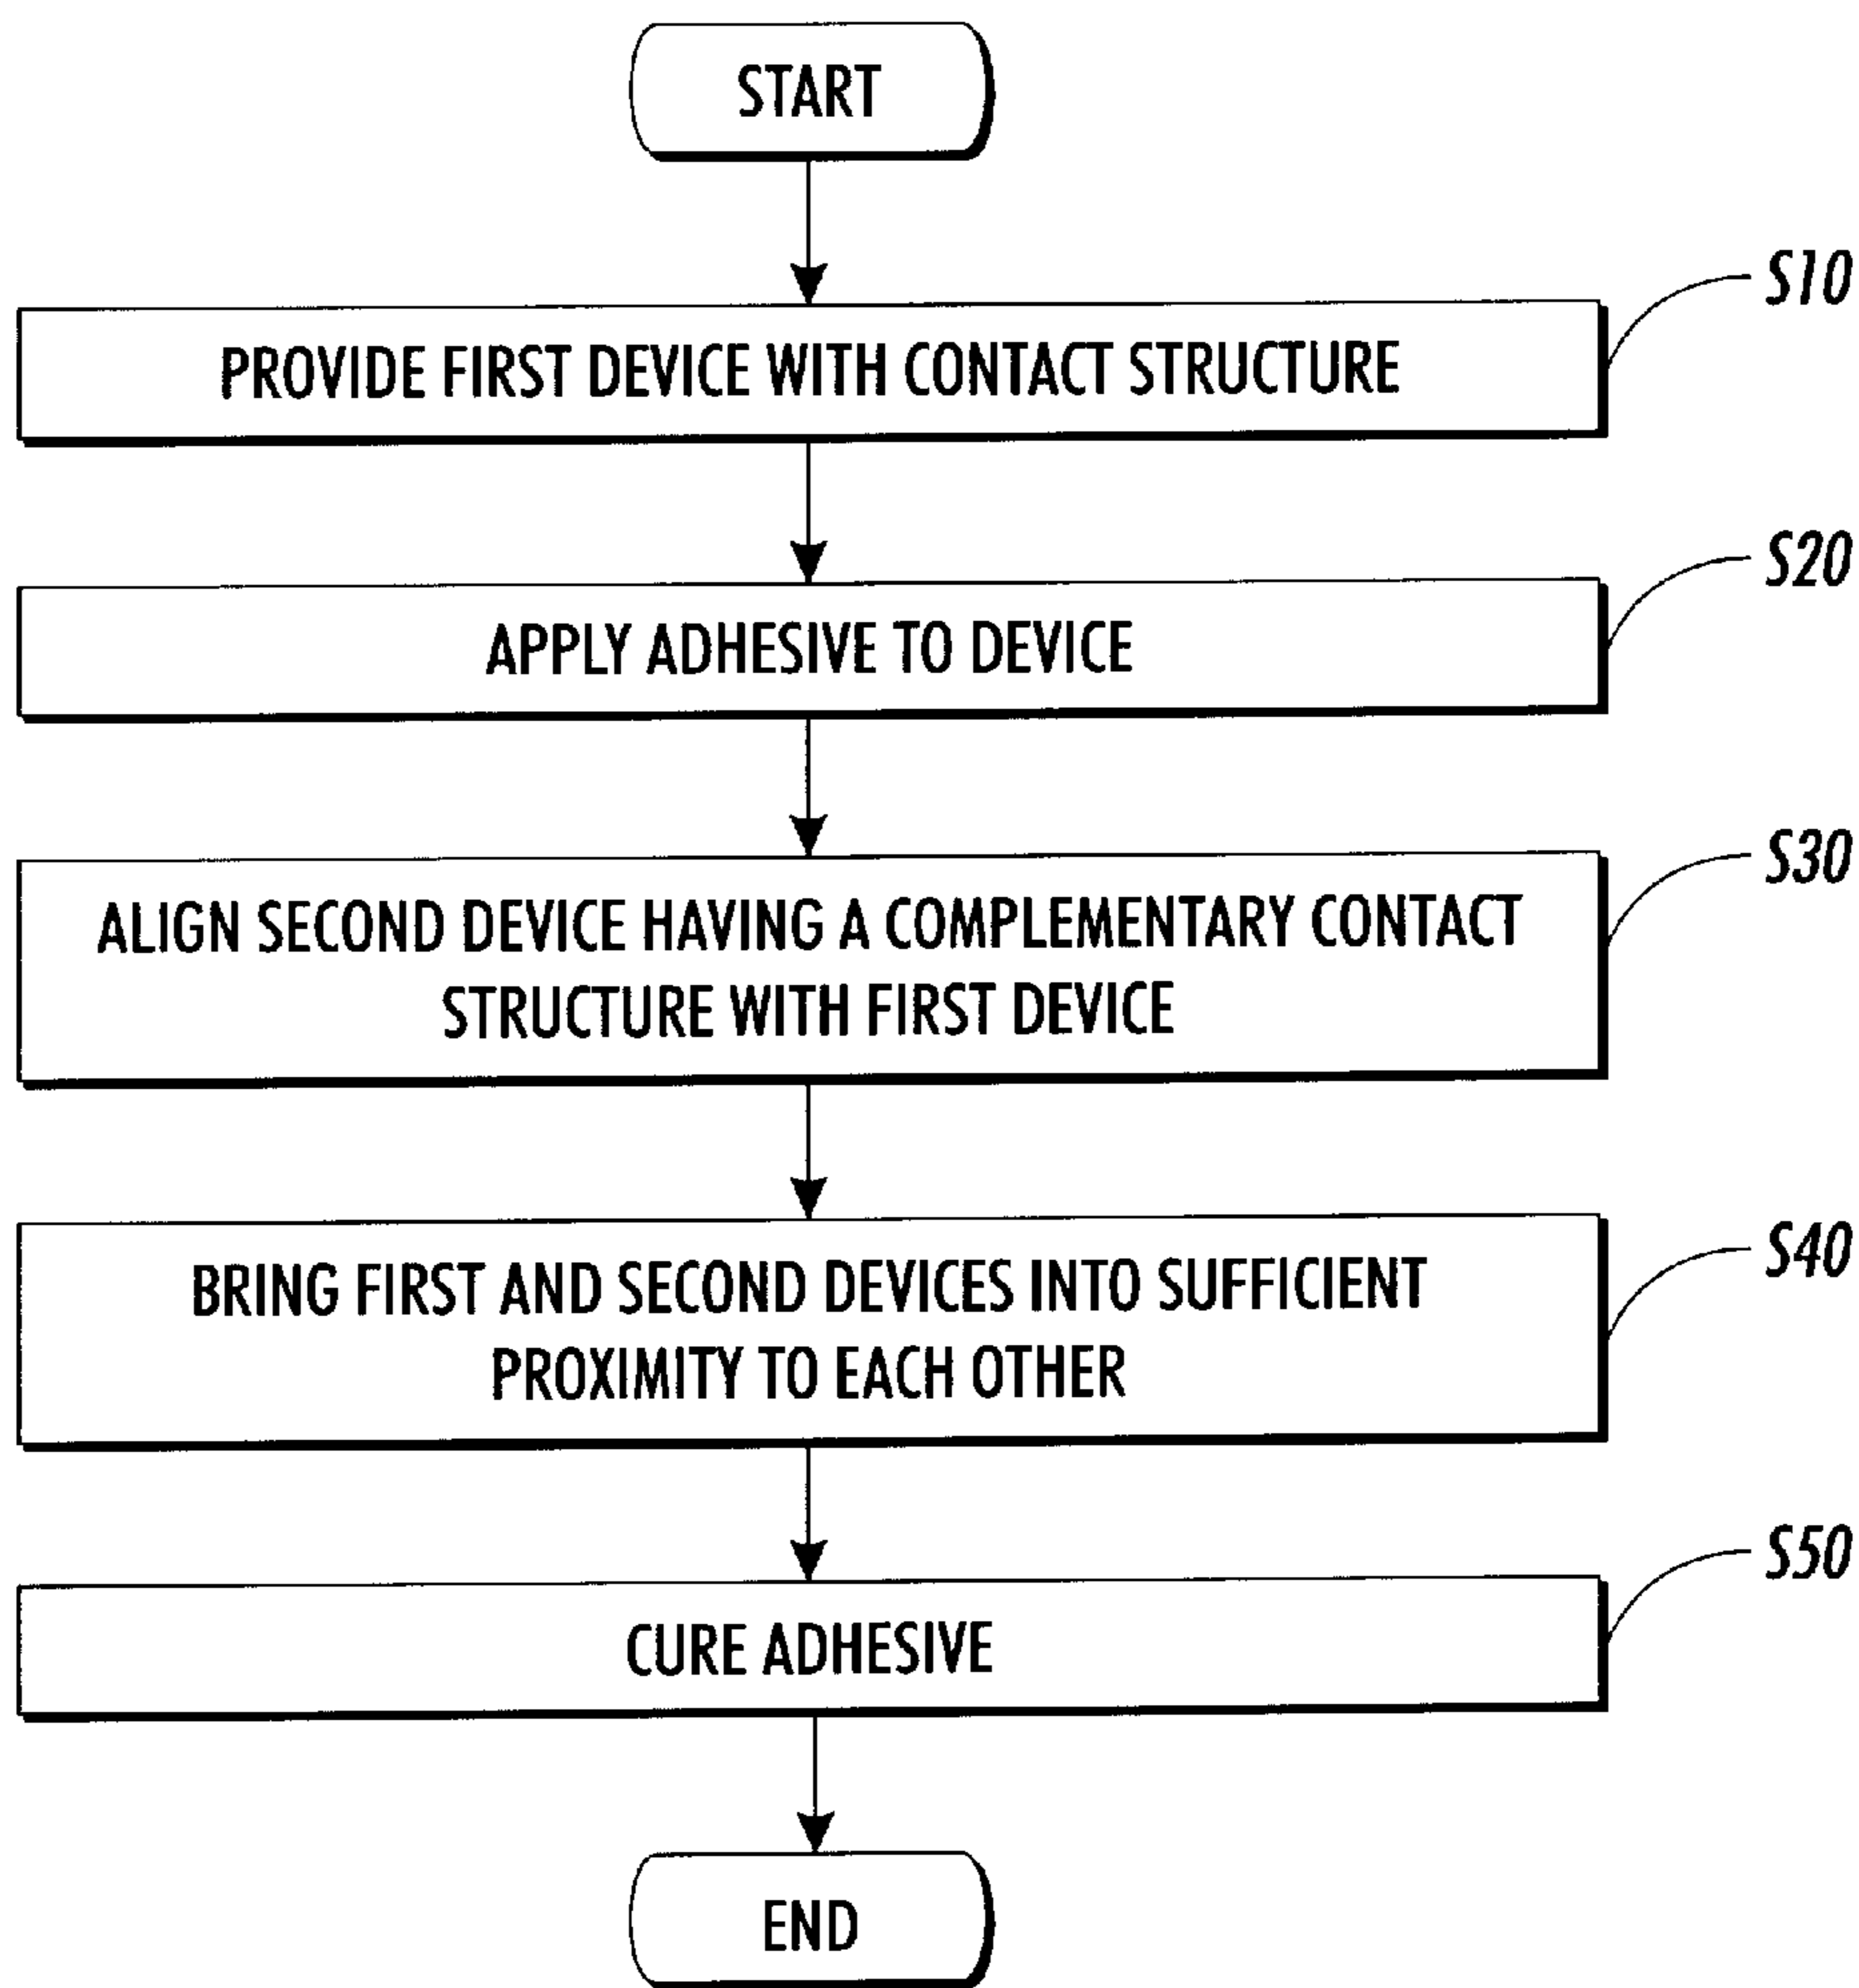 START
S10
PROVIDE FIRST DEVICE WITH CONTACT STRUCTURE
S20
APPLY ADHESIVE TO DEVICE
S30
ALIGN SECOND DEVICE HAVING A COMPLEMENTARY CONTACT
STRUCTURE WITH FIRST DEVICE
S40
BRING FIRST AND SECOND DEVICES INTO SUFFICIENT
PROXIMITY TO EACH OTHER
S50
CURE ADHESIVE
END